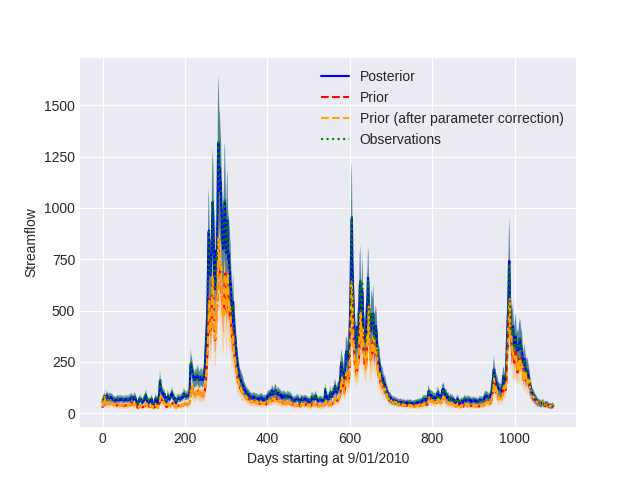 Posterior
Prior
Prior (after parameter correction)
Observations
1500
1250
1000
750
500
250
0
Streamflow
0 200 400 600 800 1000
Days starting at 9/01/2010